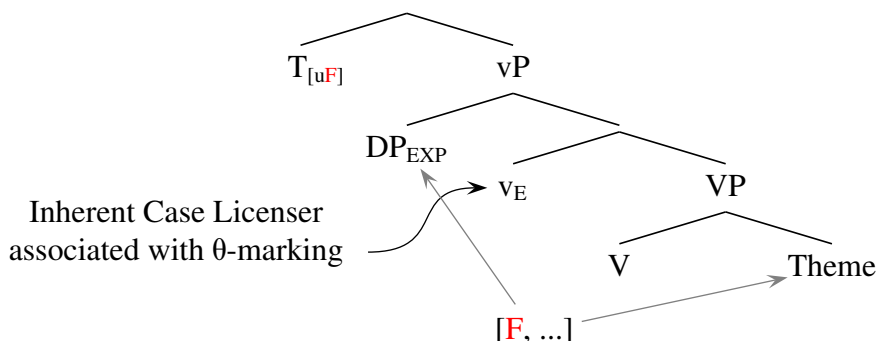 T[uF]
vP
DPEXP
vE
VP
Inherent Case Licenser
associated with θ-marking
V
Theme
[F, ...]